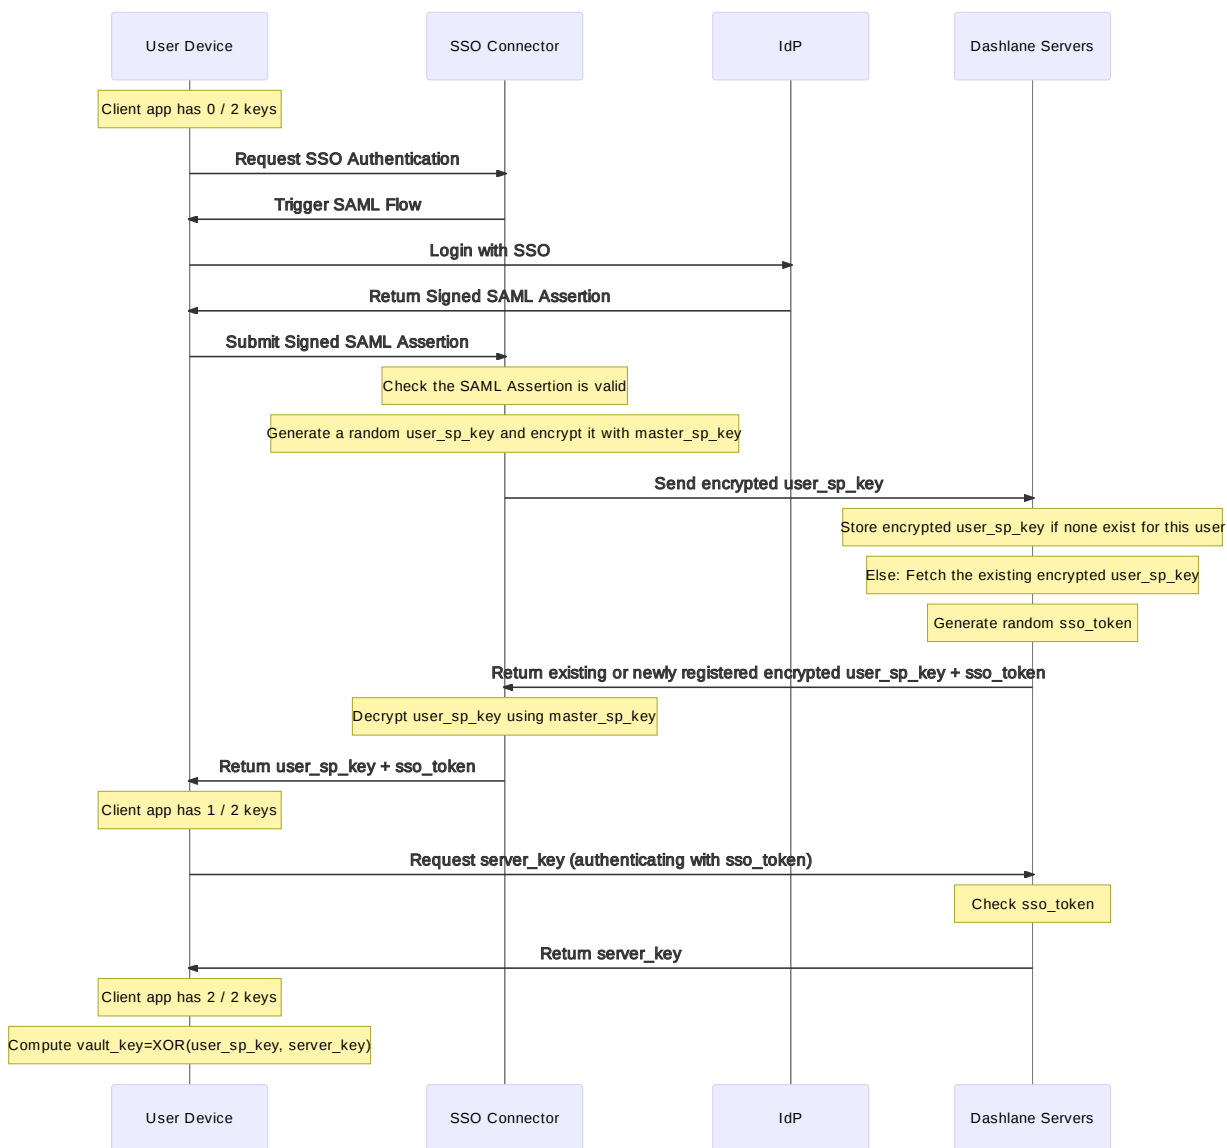 User Device
SSO Connector
IdP
Dashlane Servers
Client app has 0 / 2 keys
Request SSO Authentication
Trigger SAML Flow
Login with SSO
Return Signed SAML Assertion
Submit Signed SAML Assertion
Check the SAML Assertion is valid
Generate a random user_sp_key and encrypt it with master_sp_key
Send encrypted user_sp_key
Store encrypted user_sp_key if none exist for this user
Else: Fetch the existing encrypted user_sp_key
Generate random sso_token
Return existing or newly registered encrypted user_sp_key + sso_token
Decrypt user_sp_key using master_sp_key
Return user_sp_key + sso_token
Client app has 1 / 2 keys
Request server_key (authenticating with sso_token)
Check sso_token
Return server_key
Client app has 2 / 2 keys
Compute vault_key=XOR(user_sp_key, server_key)
User Device
SSO Connector
IdP
Dashlane Servers